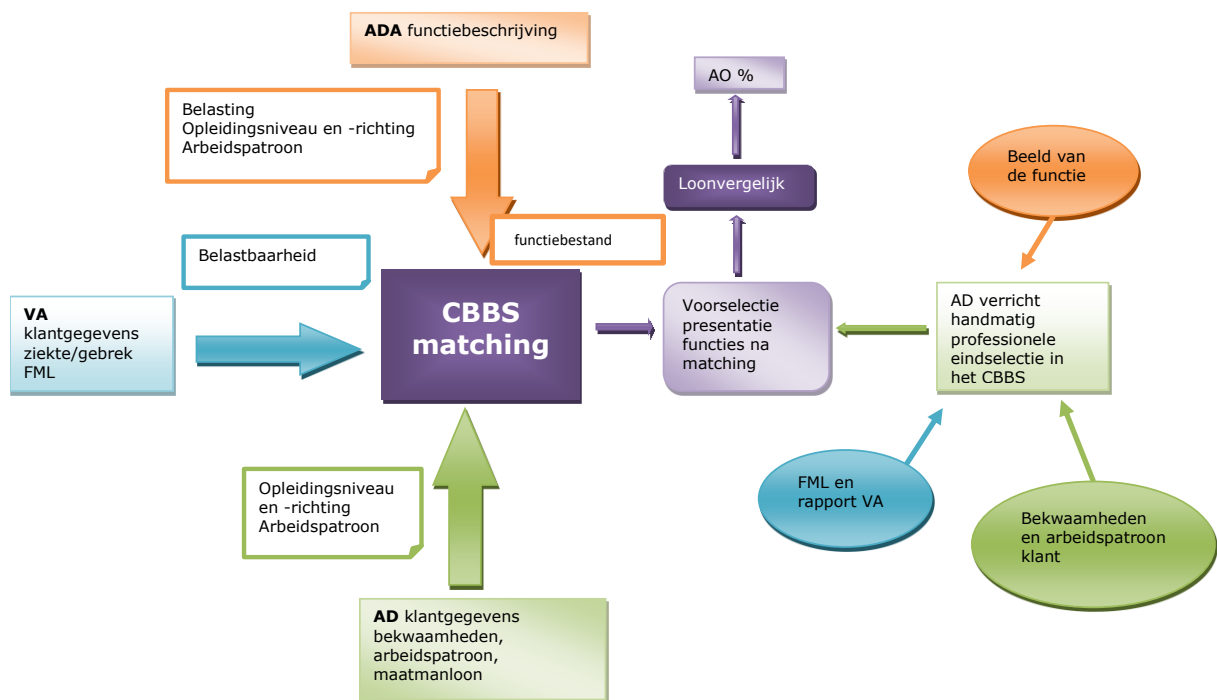 ADA functiebeschrijving
AO %
Belasting
Opleidingsniveau en -richting
Arbeidspatroon
Beeld van
de functie
Loonvergelijk
functiebestand
Belastbaarheid
VA
klantgegevens
ziekte/gebrek
FML
CBBS
matching
Voorselectie
presentatie
functies na
matching
AD verricht
handmatig
professionele
eindselectie in
het CBBS
Opleidingsniveau
en -richting
Arbeidspatroon
FML en
rapport VA
Bekwaamheden
en arbeidspatroon
klant
AD klantgegevens
bekwaamheden,
arbeidspatroon,
maatmanloon